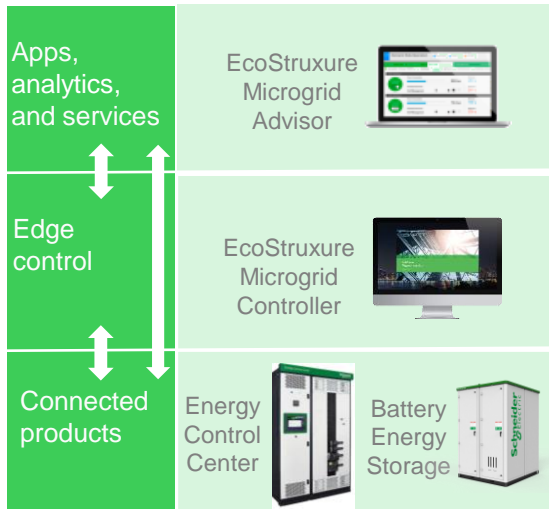 Apps,
analytics,
and services
EcoStruxure
Microgrid
Advisor
Edge
control
EcoStruxure
Microgrid
Controller
Connected
products
Energy
Control
Center
Battery
Energy
Storage
Schneider
Electric